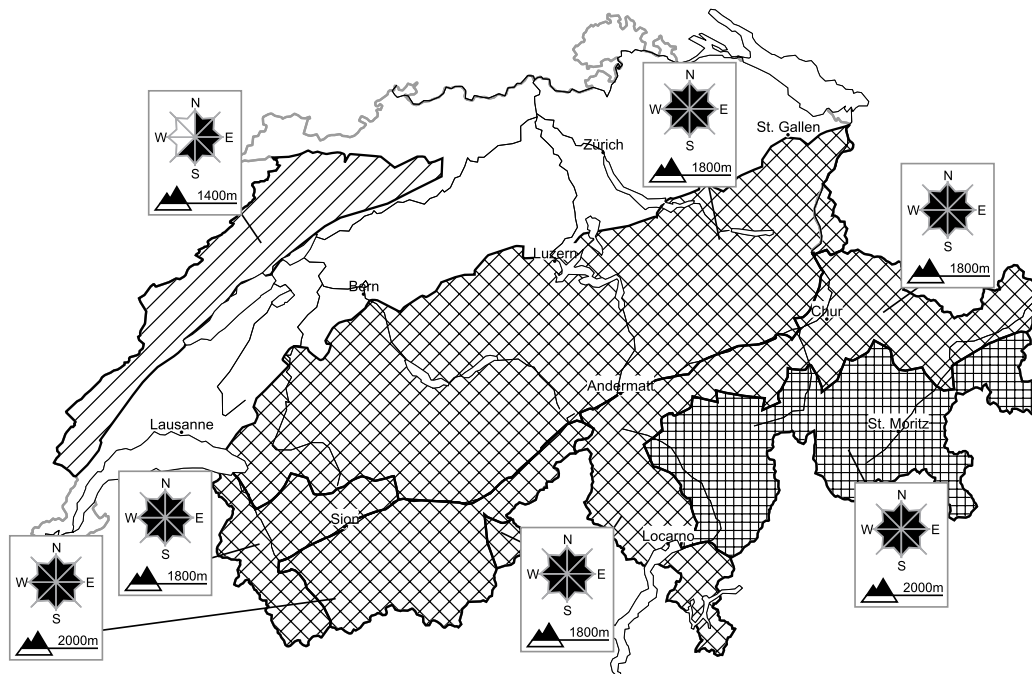 N
W E
S
1400m
N
W E
S
1800m
St. Gallen
Zürich
N
W E
S
1800m
Luzern
Bern
Chur
Andermatt
Lausanne
St. Moritz
N
W E
S
1800m
N
W E
S
2000m
Sion
Locarno
N
W E
S
2000m
N
W E
S
1800m